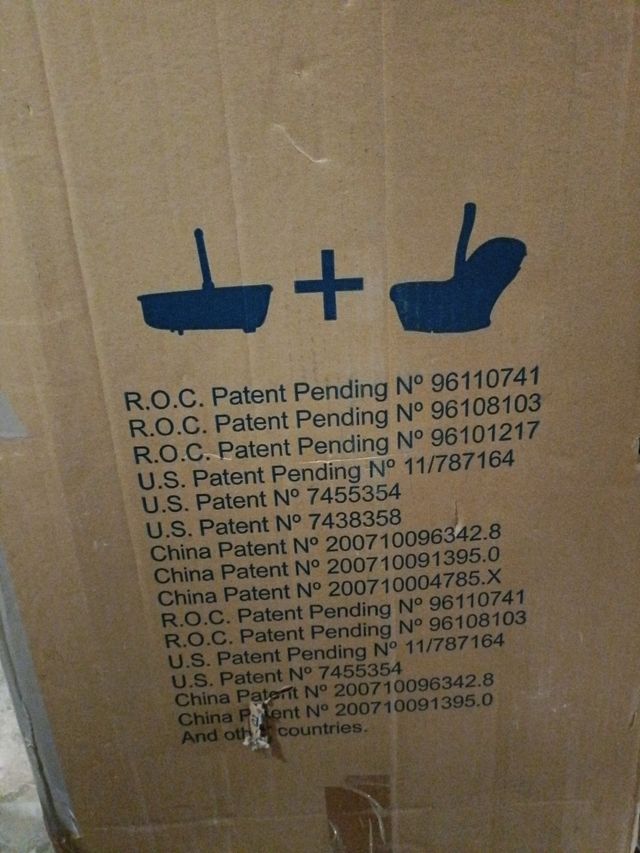 R.O.C. Patent Pending Nº 96110741
R.O.C. Patent Pending Nº 96108103
R.O.C. Patent Pending Nº 96101217
U.S. Patent Pending Nº 11/787164
U.S. Patent Nº 7455354
U.S. Patent Nº 7438358
China Patent Nº 200710096342.8
China Patent Nº 200710091395.0
China Patent Nº 200710004785.X
R.O.C. Patent Pending Nº 96110741
R.O.C. Patent Pending Nº 96108103
U.S. Patent Pending Nº 11/787164
U.S. Patent Nº 7455354
China Patent Nº 200710096342.8
China Patent Nº 200710091395.0
And other countries.